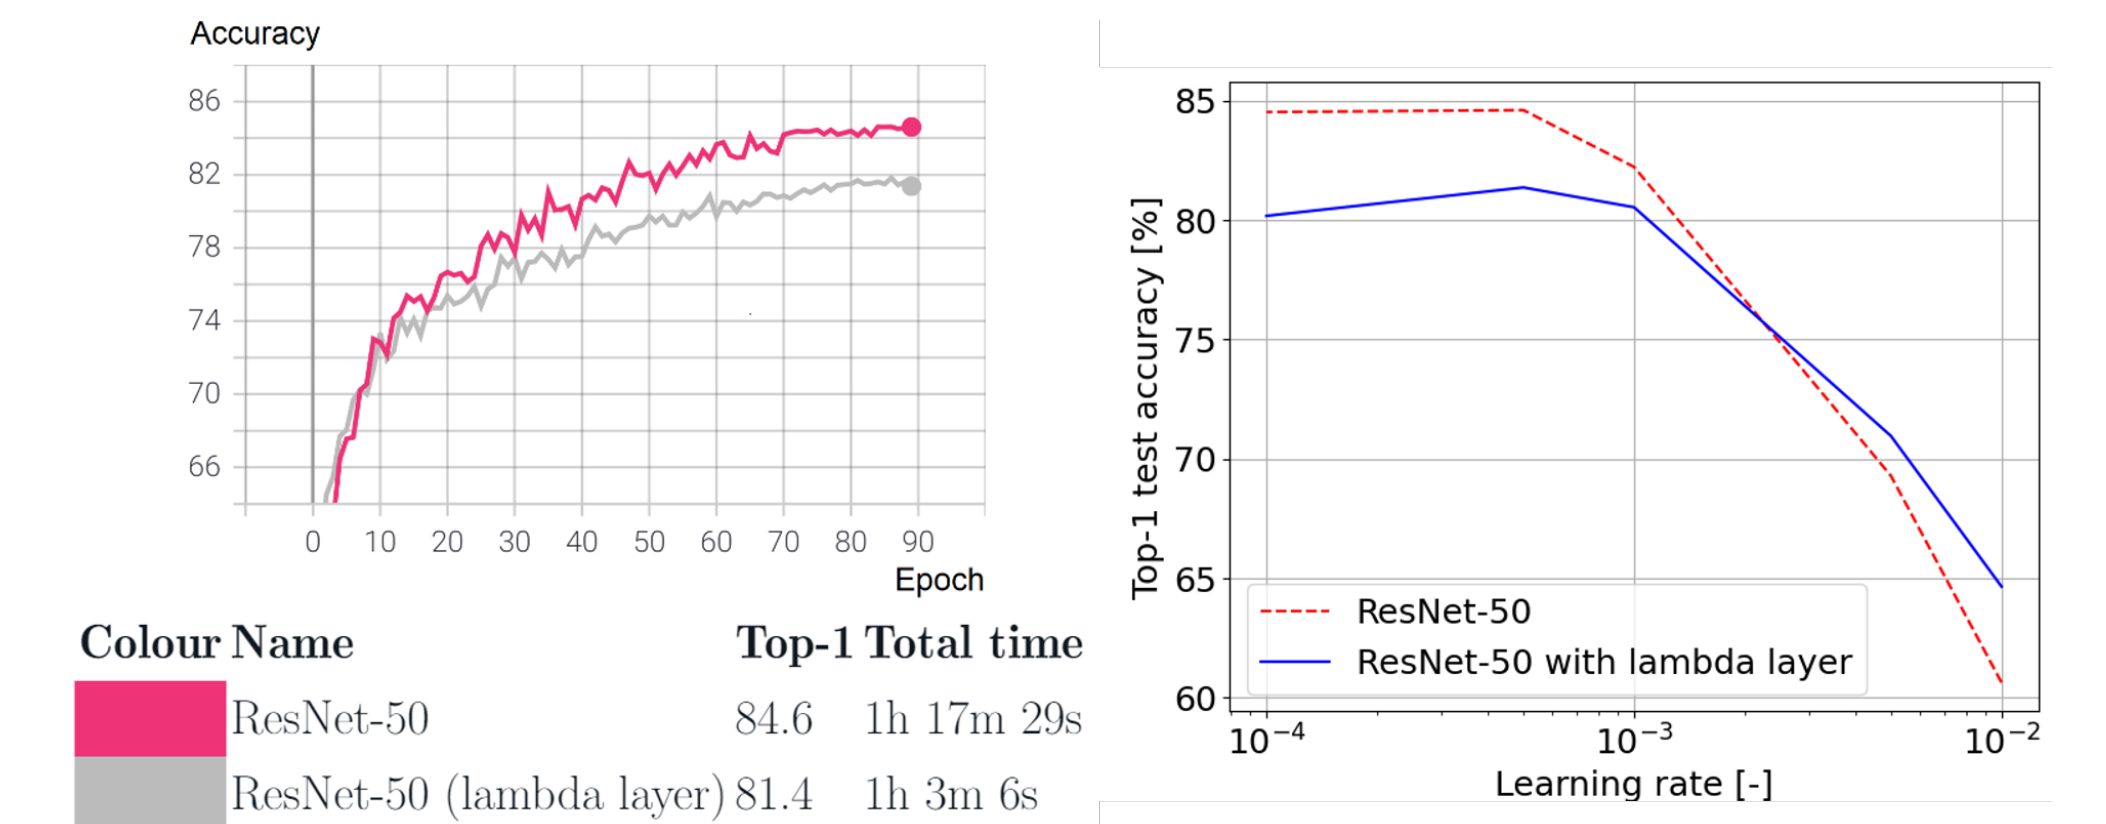 Accuracy
86
82
78
74
70
66
0 10 20 30 40 50 60 70 80 90
Epoch
Colour Name Top-1 Total time
ResNet-50 84.6 1h 17m 29s
ResNet-50 (lambda layer) 81.4 1h 3m 6s
Top-1 test accuracy [%]
85
80
75
70
65
60
ResNet-50
ResNet-50 with lambda layer
10⁻⁴ 10⁻³ 10⁻²
Learning rate [-]